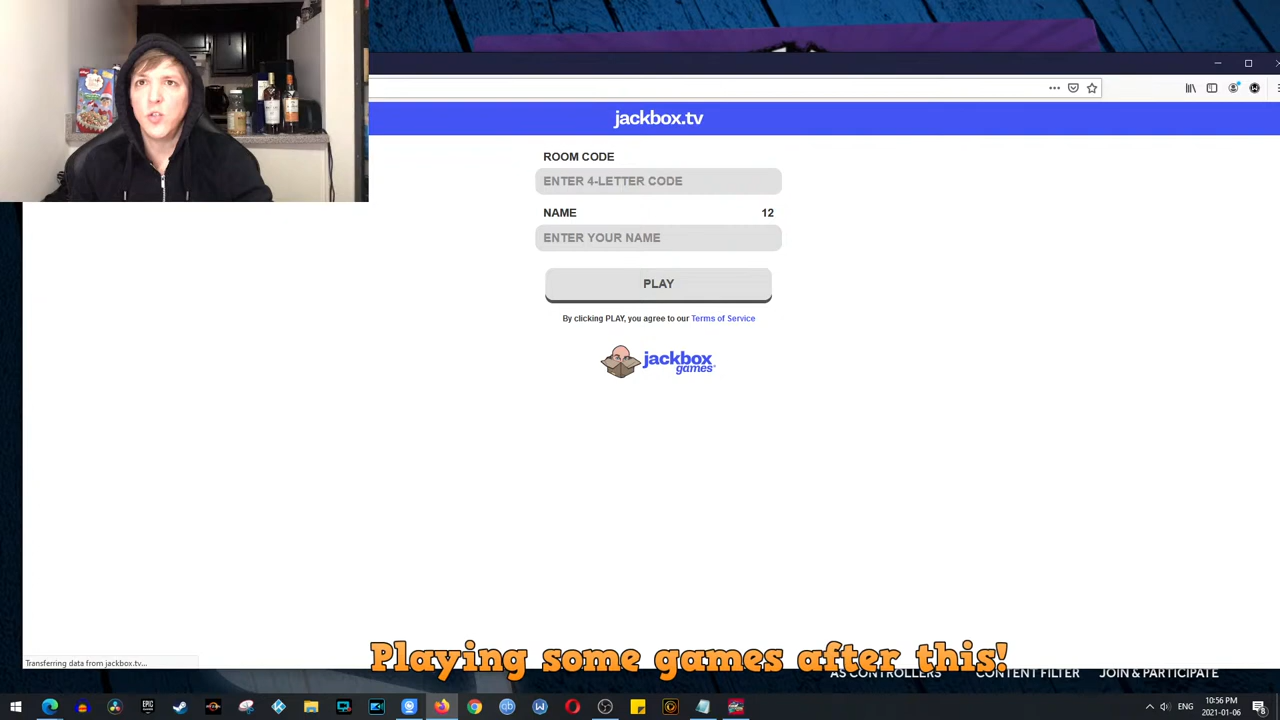 jackbox.tv
ROOM CODE
ENTER 4-LETTER CODE
NAME 12
ENTER YOUR NAME
PLAY
By clicking PLAY, you agree to our Terms of Service
jackbox
games
Playing some games after this!
Transferring data from jackbox.tv...
AS CONTROLLERS
CONTENT FILTER
JOIN & PARTICIPATE
EPIC
ENG
10:56 PM
2021-01-06
8